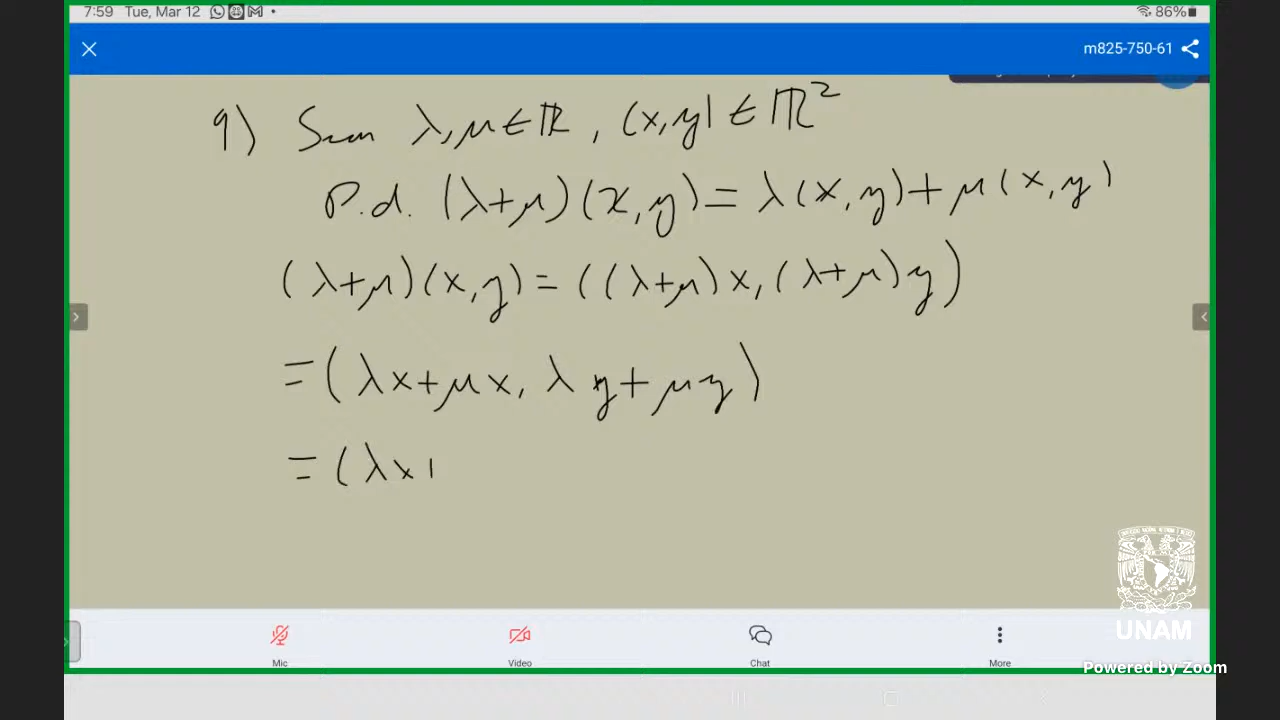 7:59 Tue, Mar 12
86%
m825-750-61
9) Sean λ, μ ∈ ℝ, (x,y) ∈ ℝ²
P.d. (λ+μ)(x,y) = λ(x,y) + μ(x,y)
(λ+μ)(x,y) = ((λ+μ)x, (λ+μ)y)
= (λx+μx, λy+μy)
= (λx
UNAM
Mic Video Chat More
Powered by Zoom